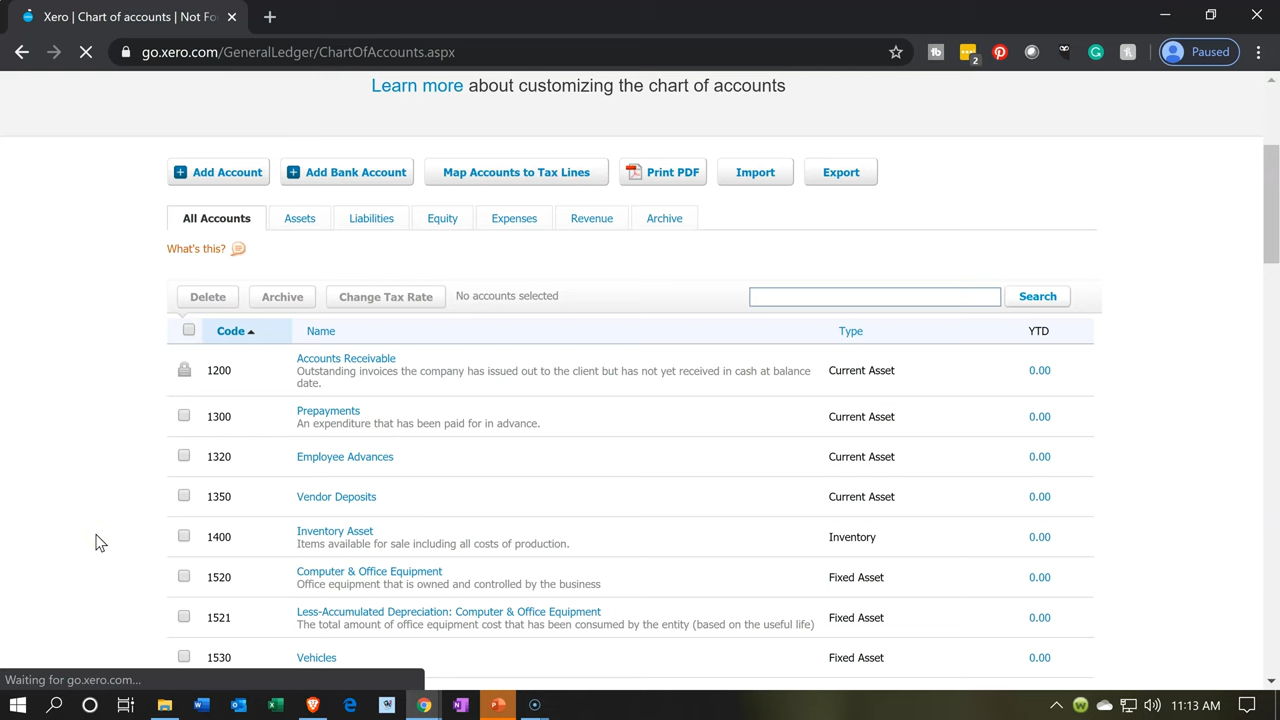 Xero | Chart of accounts | Not Fo
go.xero.com/GeneralLedger/ChartOfAccounts.aspx
2
Paused
Learn more about customizing the chart of accounts
Add Account
Add Bank Account
Map Accounts to Tax Lines
Print PDF
Import
Export
All Accounts
Assets
Liabilities
Equity
Expenses
Revenue
Archive
What's this?
Delete
Archive
Change Tax Rate
No accounts selected
Search
Code
Name
Type
YTD
1200
Accounts Receivable
Outstanding invoices the company has issued out to the client but has not yet received in cash at balance
date.
Current Asset
0.00
1300
Prepayments
An expenditure that has been paid for in advance.
Current Asset
0.00
1320
Employee Advances
Current Asset
0.00
1350
Vendor Deposits
Current Asset
0.00
1400
Inventory Asset
Items available for sale including all costs of production.
Inventory
0.00
1520
Computer & Office Equipment
Office equipment that is owned and controlled by the business
Fixed Asset
0.00
1521
Less-Accumulated Depreciation: Computer & Office Equipment
The total amount of office equipment cost that has been consumed by the entity (based on the useful life)
Fixed Asset
0.00
1530
Vehicles
Fixed Asset
0.00
Waiting for go.xero.com...
11:13 AM